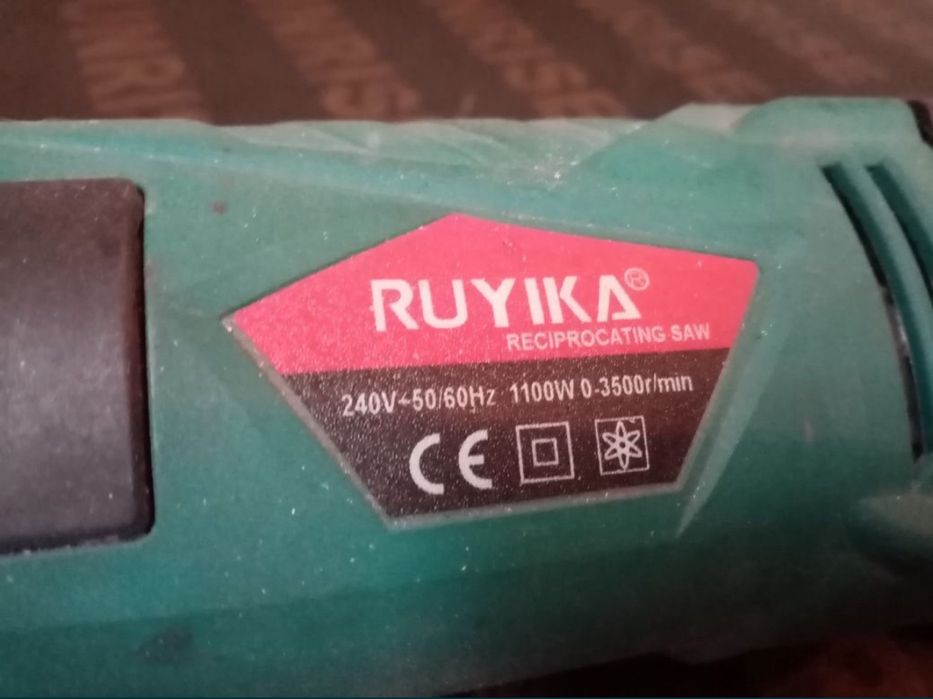 RUYIKA®
RECIPROCATING SAW
240V~50/60Hz 1100W 0-3500r/min
CE